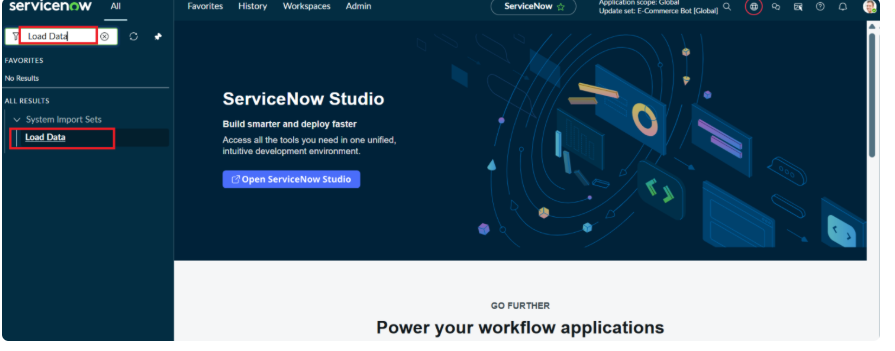 servicenow All Favorites History Workspaces Admin ServiceNow Application scope: Global
Update set: E-Commerce Bot [Global]
Load Data
FAVORITES
No Results
ALL RESULTS
System Import Sets
Load Data
ServiceNow Studio
Build smarter and deploy faster
Access all the tools you need in one unified,
intuitive development environment.
Open ServiceNow Studio
GO FURTHER
Power your workflow applications